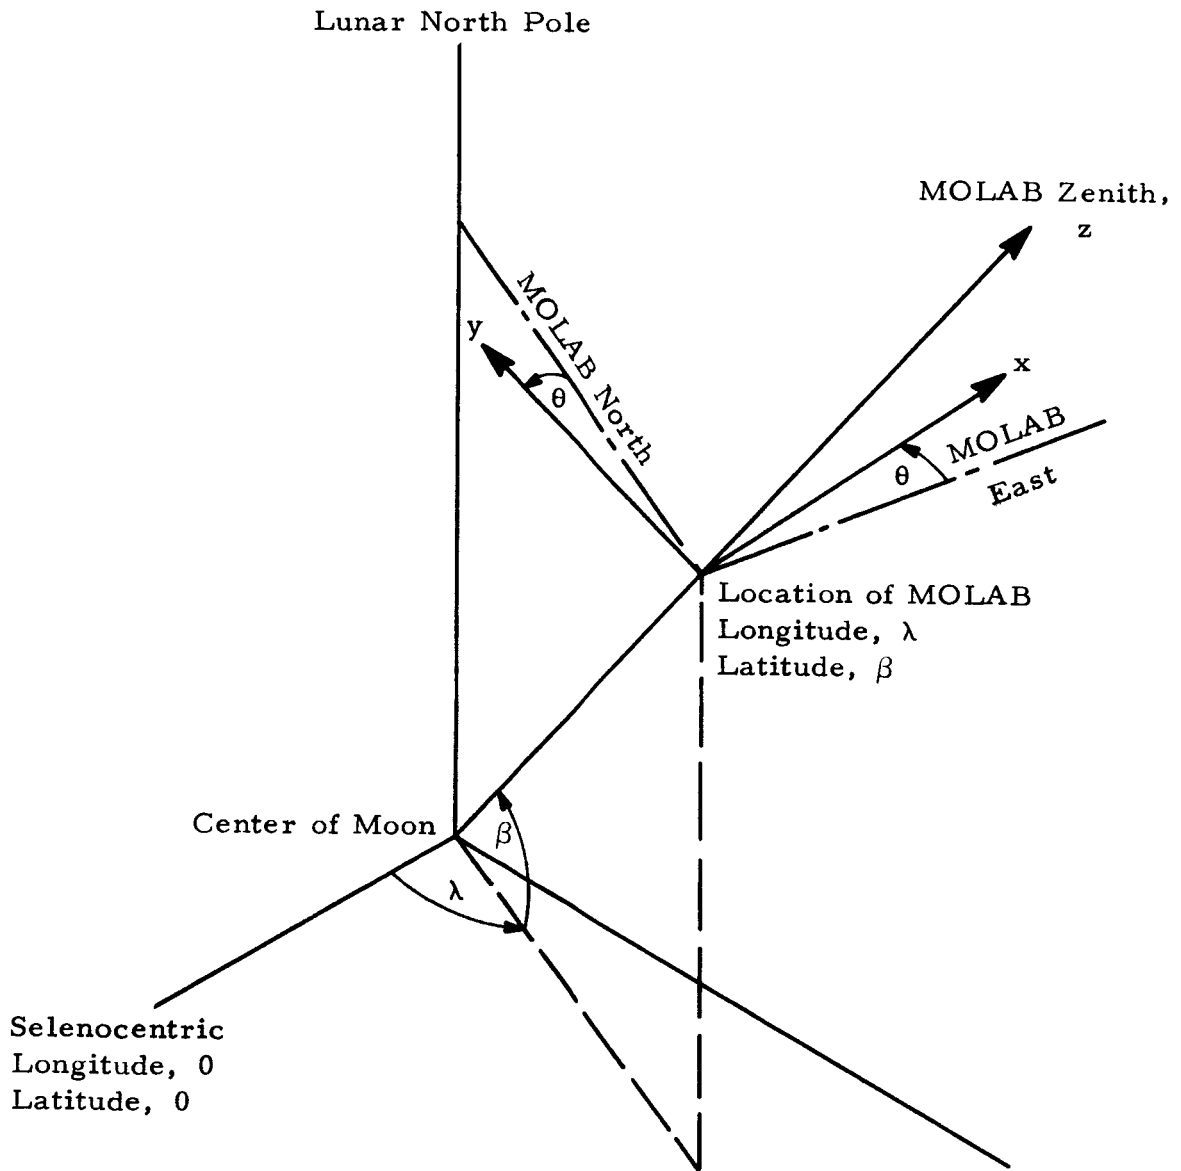 Lunar North Pole
MOLAB Zenith,
z
MOLAB North
y
θ
x
MOLAB
East
θ
Location of MOLAB
Longitude, λ
Latitude, β
Center of Moon
β
λ
Selenocentric
Longitude, 0
Latitude, 0